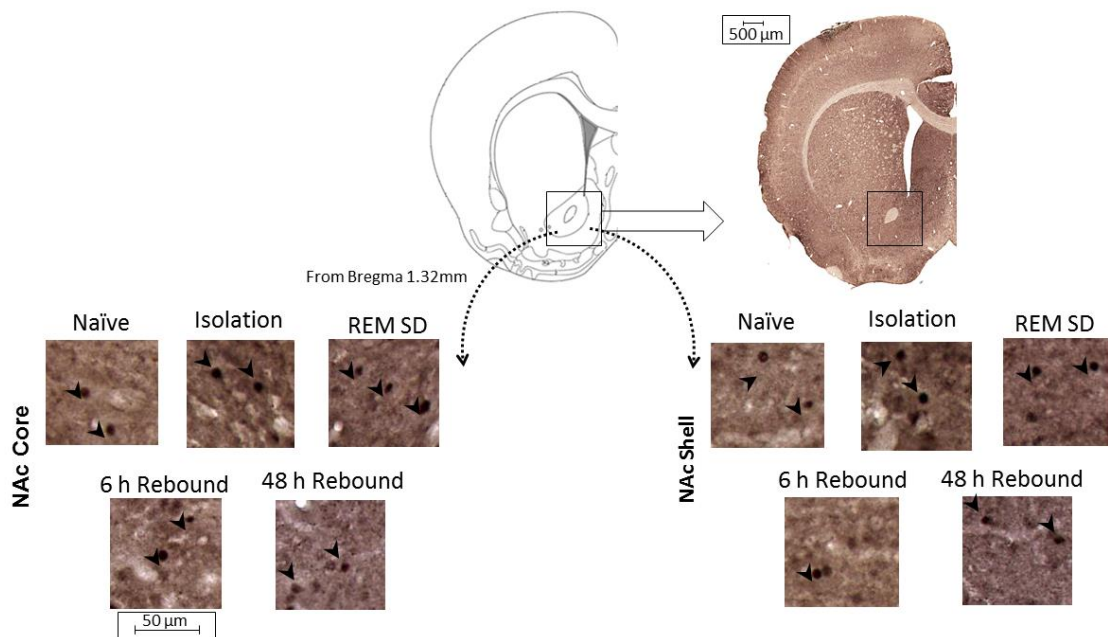 500 µm
From Bregma 1.32mm
Naïve
Isolation
REM SD
NAc Core
6 h Rebound
48 h Rebound
50 µm
Naïve
Isolation
REM SD
NAc Shell
6 h Rebound
48 h Rebound